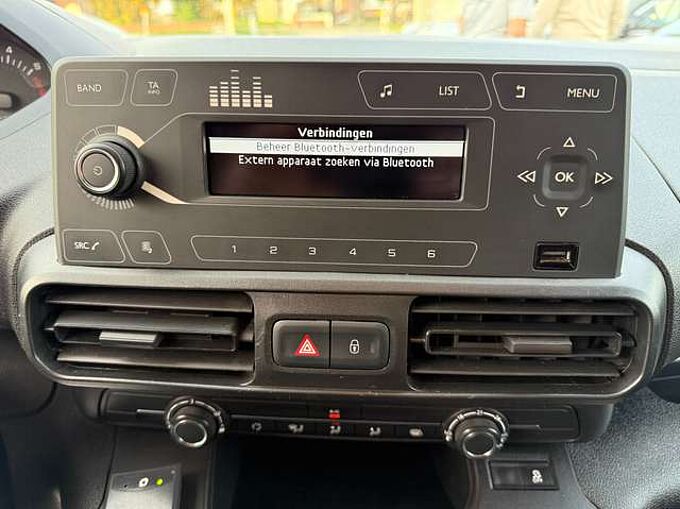 BAND TA INFO LIST MENU
Verbindingen
Beheer Bluetooth-verbindingen
Extern apparaat zoeken via Bluetooth
OK
SRC 1 2 3 4 5 6